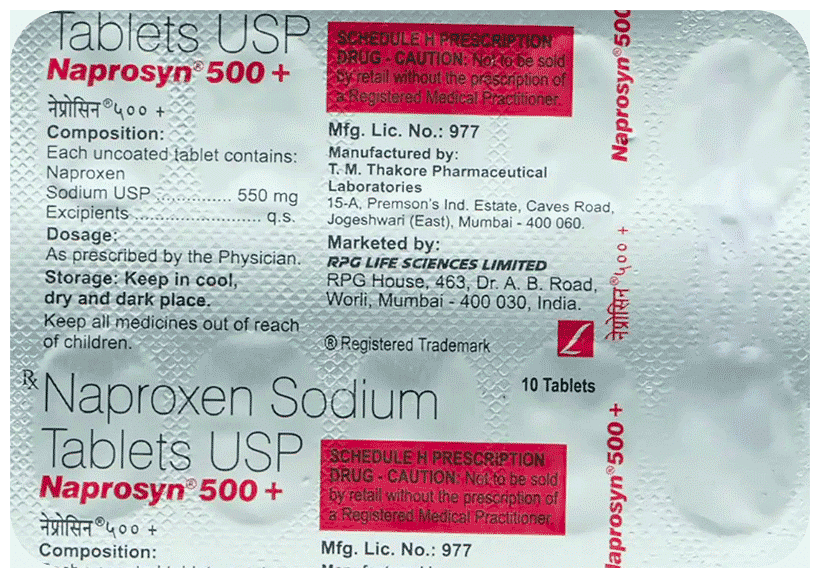 Tablets USP
Naprosyn® 500 +
नेप्रोसिन® ५०० +
Composition:
Each uncoated tablet contains:
Naproxen
Sodium USP .............. 550 mg
Excipients ....................... q.s.
Dosage:
As prescribed by the Physician.
Storage: Keep in cool,
dry and dark place.
Keep all medicines out of reach
of children.
SCHEDULE H PRESCRIPTION
DRUG - CAUTION: Not to be sold
by retail without the prescription of
a Registered Medical Practitioner.
Mfg. Lic. No.: 977
Manufactured by:
T. M. Thakore Pharmaceutical
Laboratories
15-A, Premson's Ind. Estate, Caves Road,
Jogeshwari (East), Mumbai - 400 060.
Marketed by:
RPG LIFE SCIENCES LIMITED
RPG House, 463, Dr. A. B. Road,
Worli, Mumbai - 400 030, India.
® Registered Trademark
Naprosyn® 500
नेप्रोसिन® ५०० +
Rx Naproxen Sodium
10 Tablets
Tablets USP
Naprosyn® 500 +
नेप्रोसिन® ५०० +
Composition:
SCHEDULE H PRESCRIPTION
DRUG - CAUTION: Not to be sold
by retail without the prescription of
a Registered Medical Practitioner
Mfg. Lic. No.: 977
aprosyn® 500 +